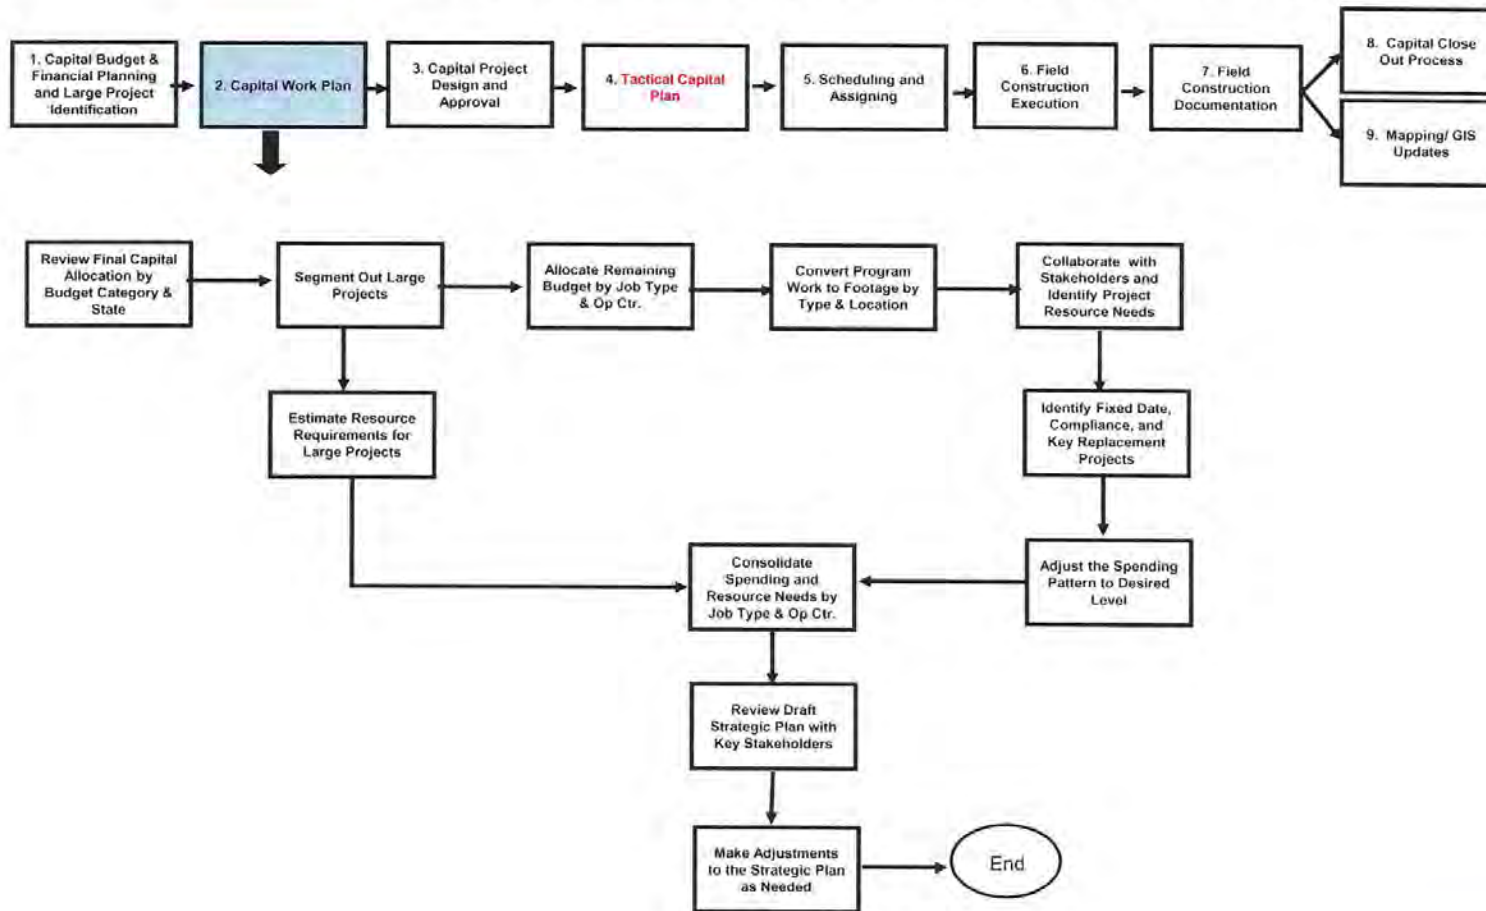 1. Capital Budget &
Financial Planning
and Large Project
Identification
2. Capital Work Plan
3. Capital Project
Design and
Approval
4. Tactical Capital
Plan
5. Scheduling and
Assigning
6. Field
Construction
Execution
7. Field
Construction
Documentation
8. Capital Close
Out Process
9. Mapping/ GIS
Updates
Review Final Capital
Allocation by
Budget Category &
State
Segment Out Large
Projects
Allocate Remaining
Budget by Job Type
& Op Ctr.
Convert Program
Work to Footage by
Type & Location
Collaborate with
Stakeholders and
Identify Project
Resource Needs
Estimate Resource
Requirements for
Large Projects
Identify Fixed Date,
Compliance, and
Key Replacement
Projects
Consolidate
Spending and
Resource Needs by
Job Type & Op Ctr.
Adjust the Spending
Pattern to Desired
Level
Review Draft
Strategic Plan with
Key Stakeholders
Make Adjustments
to the Strategic Plan
as Needed
End